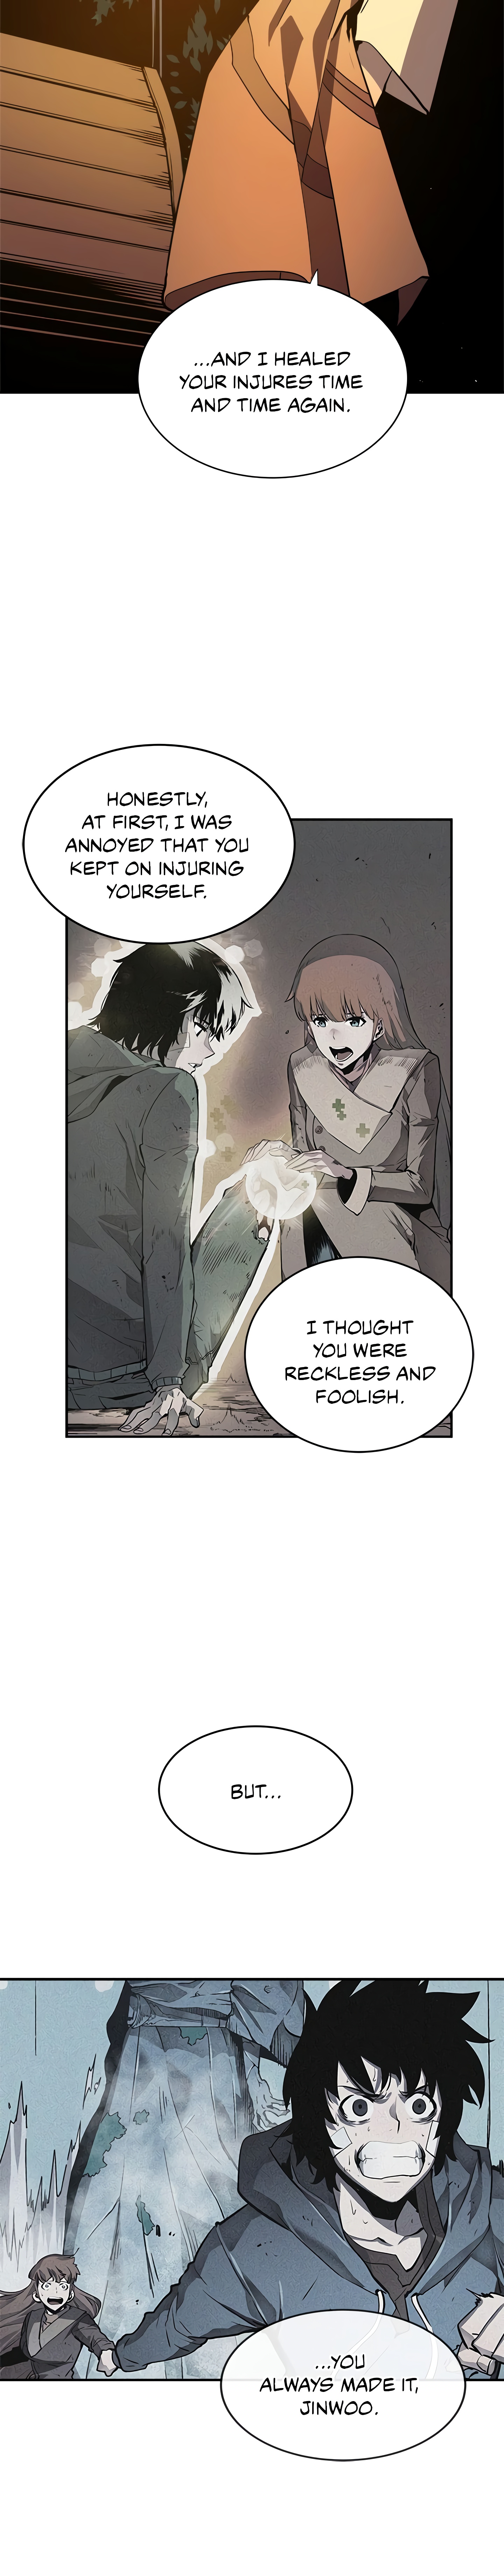 ...AND I HEALED
YOUR INJURES TIME
AND TIME AGAIN.
HONESTLY,
AT FIRST, I WAS
ANNOYED THAT YOU
KEPT ON INJURING
YOURSELF.
I THOUGHT
YOU WERE
RECKLESS AND
FOOLISH.
BUT...
...YOU
ALWAYS MADE IT,
JINWOO.